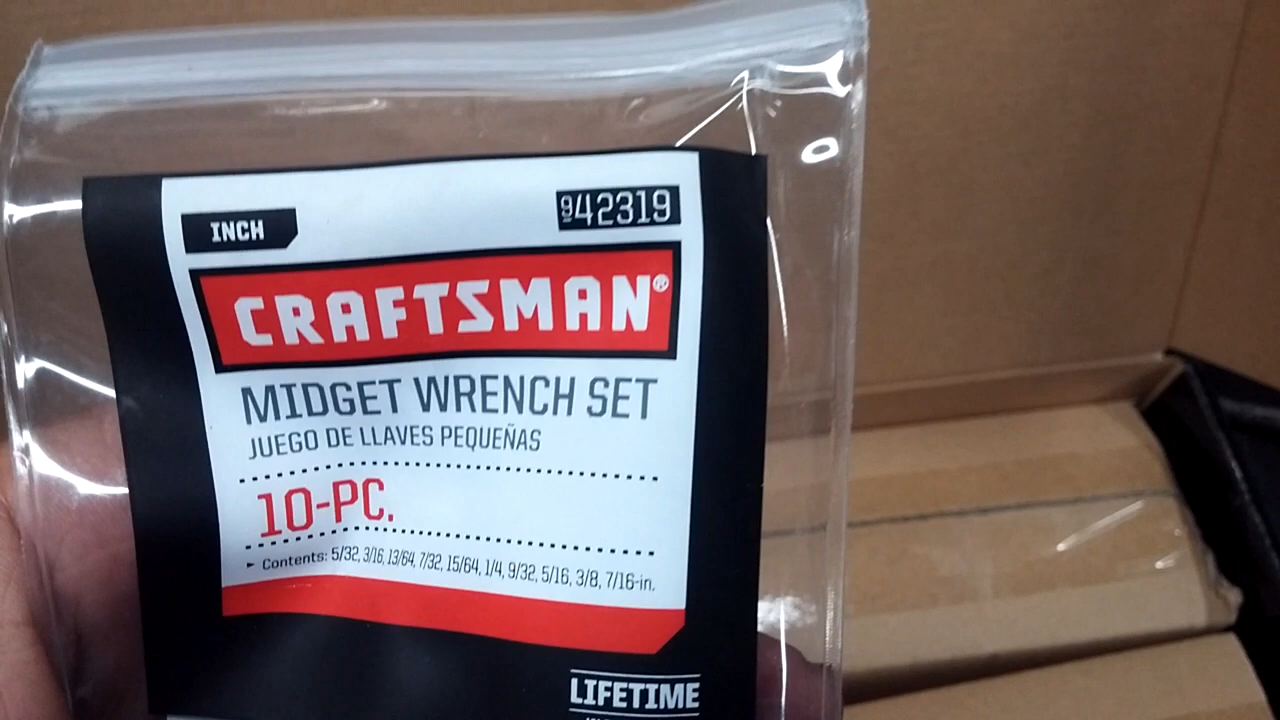 INCH
942319
CRAFTSMAN®
MIDGET WRENCH SET
JUEGO DE LLAVES PEQUEÑAS
10-PC.
► Contents: 5/32, 3/16, 13/64, 7/32, 15/64, 1/4, 9/32, 5/16, 3/8, 7/16-in.
LIFETIME